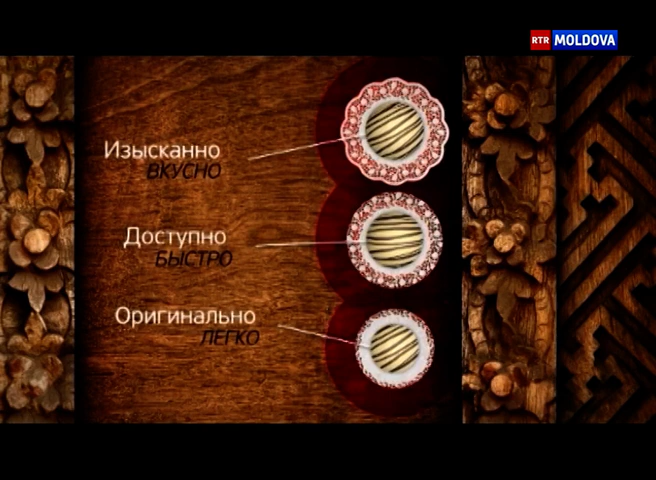 RTR MOLDOVA
Изысканно
ВКУСНО
Доступно
БЫСТРО
Оригинально
ЛЕГКО